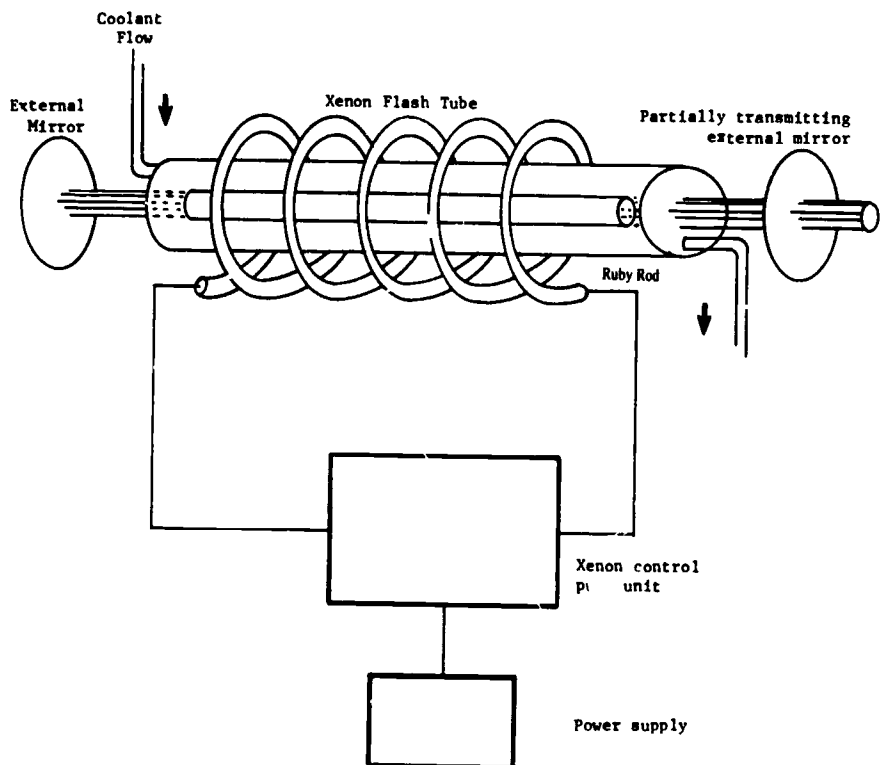 Coolant
Flow
External
Mirror
Xenon Flash Tube
Partially transmitting
external mirror
Ruby Rod
Xenon control
unit
Power supply